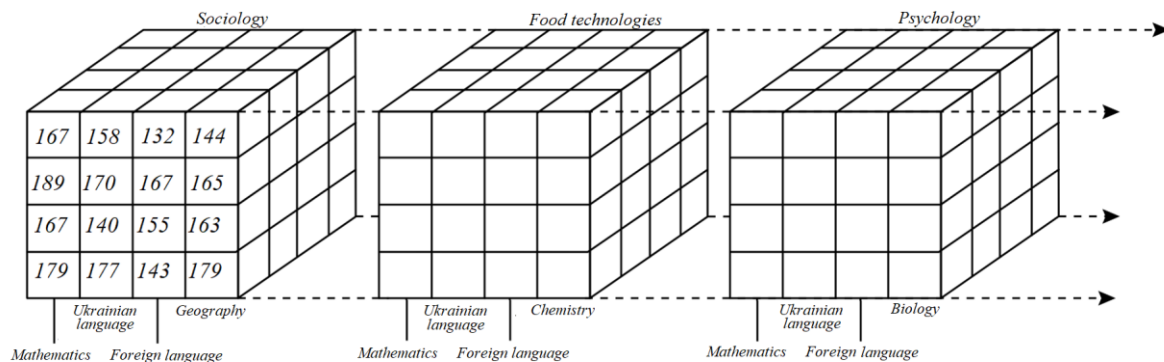 Sociology Food technologies Psychology
167 158 132 144
189 170 167 165
167 140 155 163
179 177 143 179
Ukrainian language Geography Ukrainian language Chemistry Ukrainian language Biology
Mathematics Foreign language Mathematics Foreign language Mathematics Foreign language